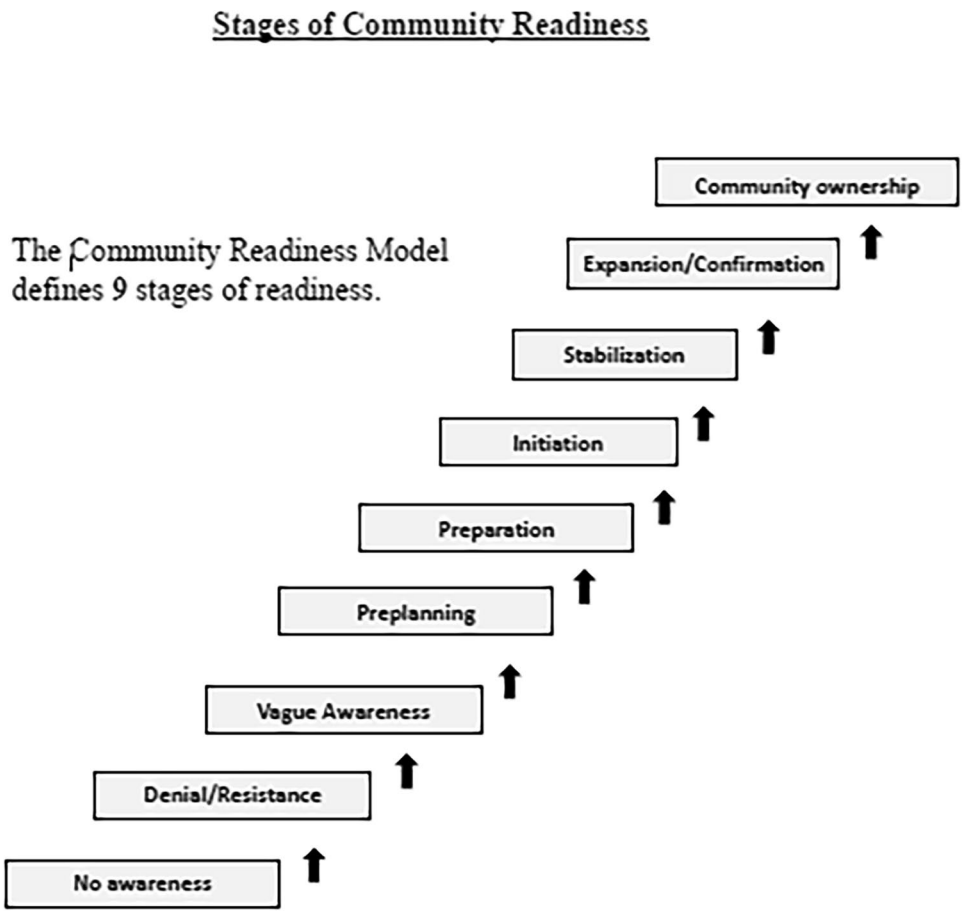 Stages of Community Readiness
Community ownership
The Community Readiness Model
defines 9 stages of readiness.
Expansion/Confirmation
Stabilization
Initiation
Preparation
Preplanning
Vague Awareness
Denial/Resistance
No awareness